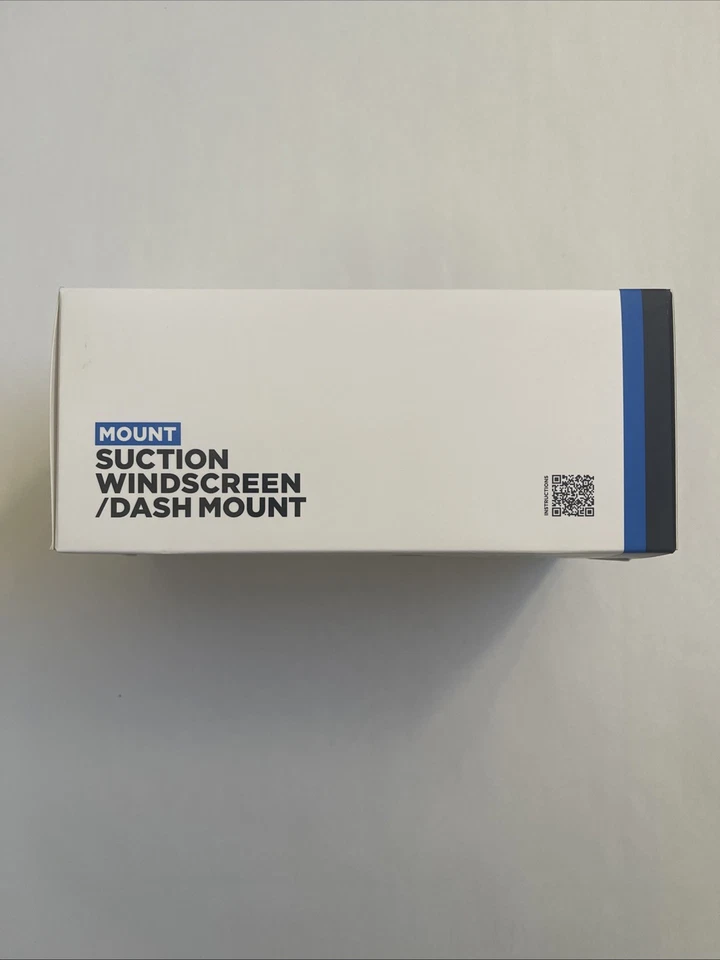 MOUNT
SUCTION
WINDSCREEN
/DASH MOUNT
INSTRUCTIONS